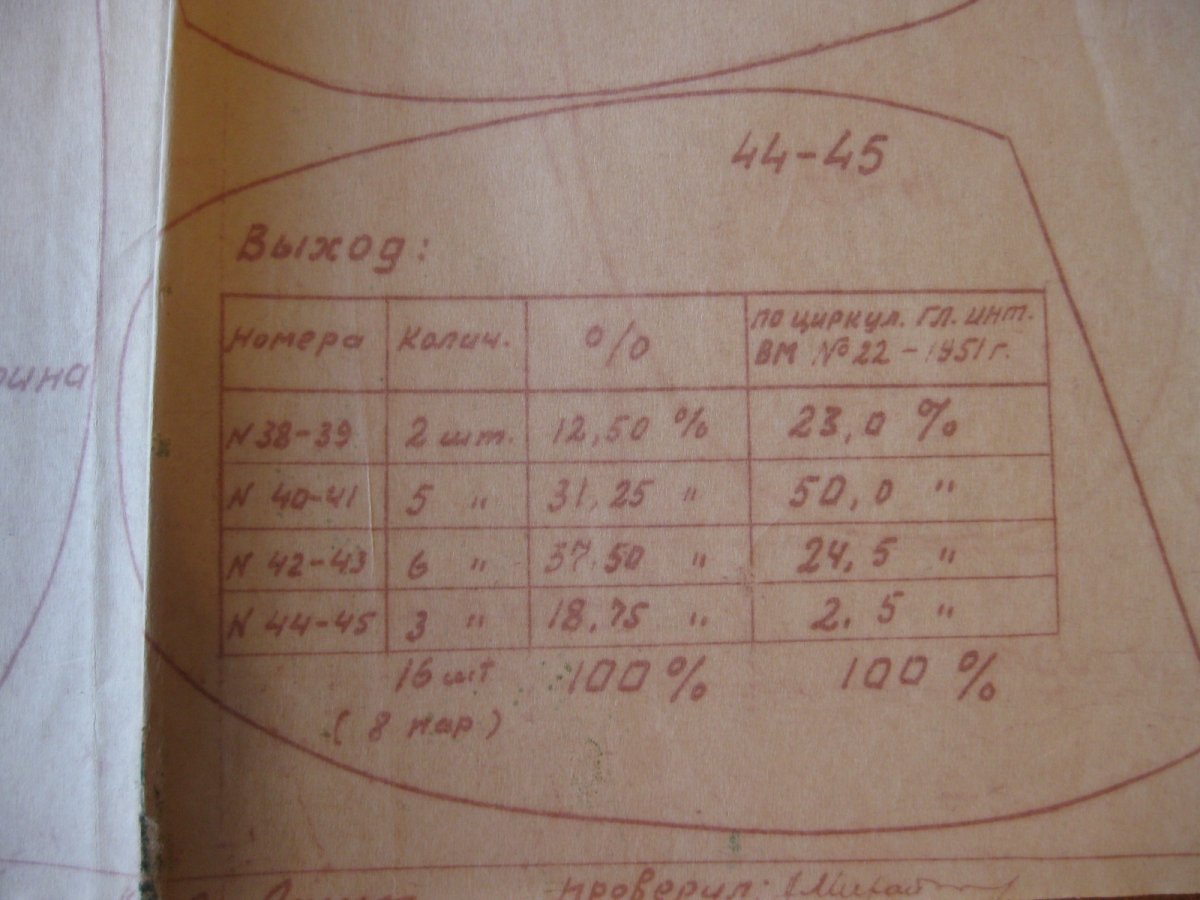 44-45
Выход:
Номера Колич. % по циркул. гл. инт.
ВМ № 22 - 1951 г.
N 38-39 2 шт. 12,50 % 23,0 %
N 40-41 5 " 31,25 " 50,0 "
N 42-43 6 " 37.50 " 24.5 "
N 44-45 3 " 18.75 " 2.5 "
16 шт 100 % 100 %
( 8 пар )
проверил: